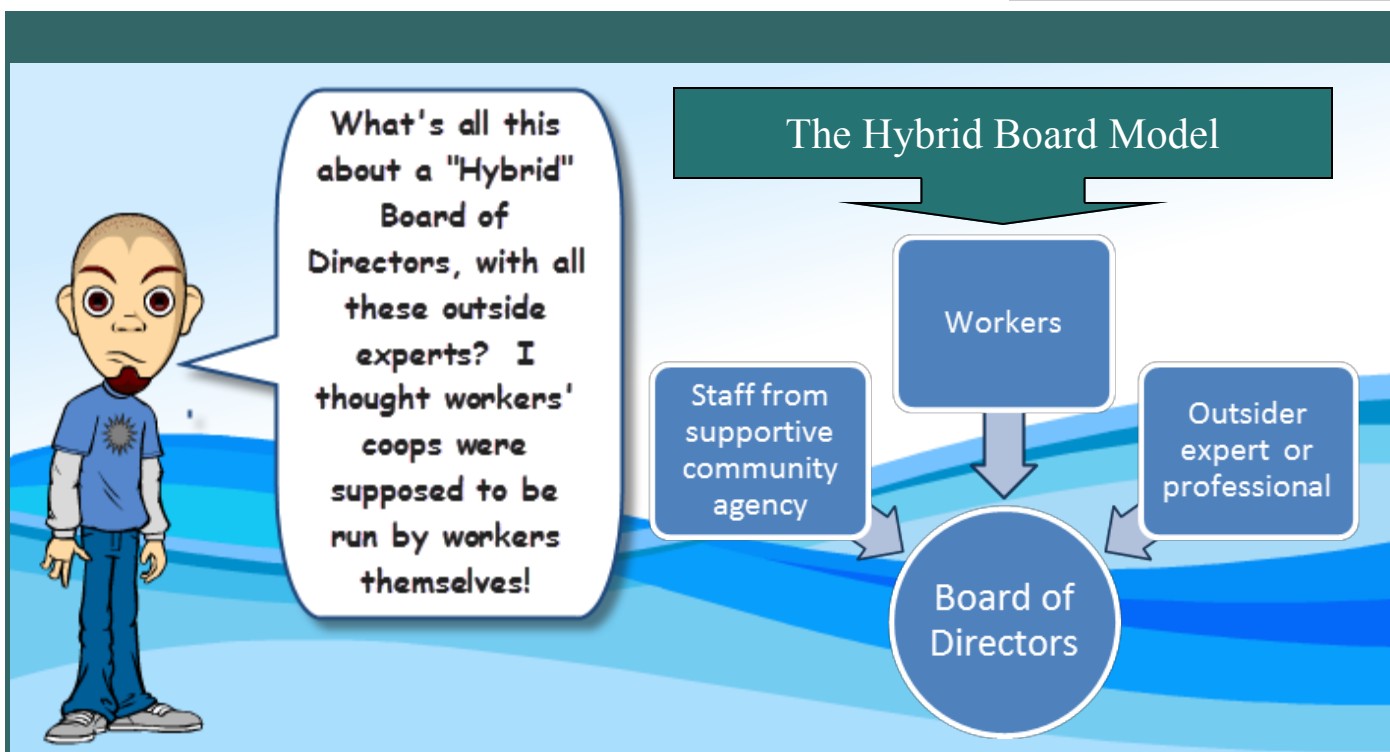 What's all this
about a "Hybrid"
Board of
Directors, with all
these outside
experts?  I
thought workers'
coops were
supposed to be
run by workers
themselves!
The Hybrid Board Model
Workers
Staff from
supportive
community
agency
Outsider
expert or
professional
Board of
Directors